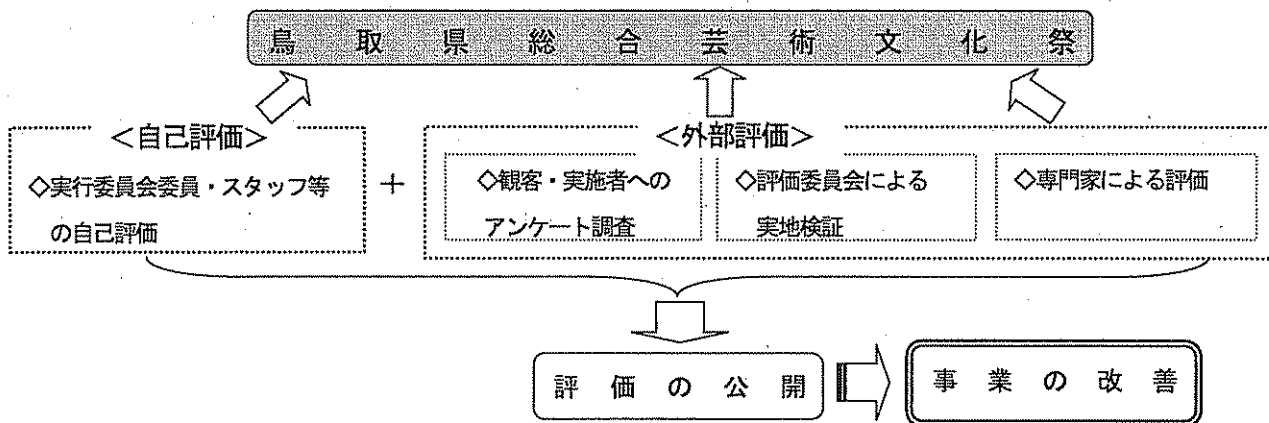 鳥取県総合芸術文化祭
<自己評価>
◇実行委員会委員・スタッフ等
の自己評価
+
<外部評価>
◇観客・実施者への
アンケート調査
◇評価委員会による
実地検証
◇専門家による評価
評価の公開
事業の改善